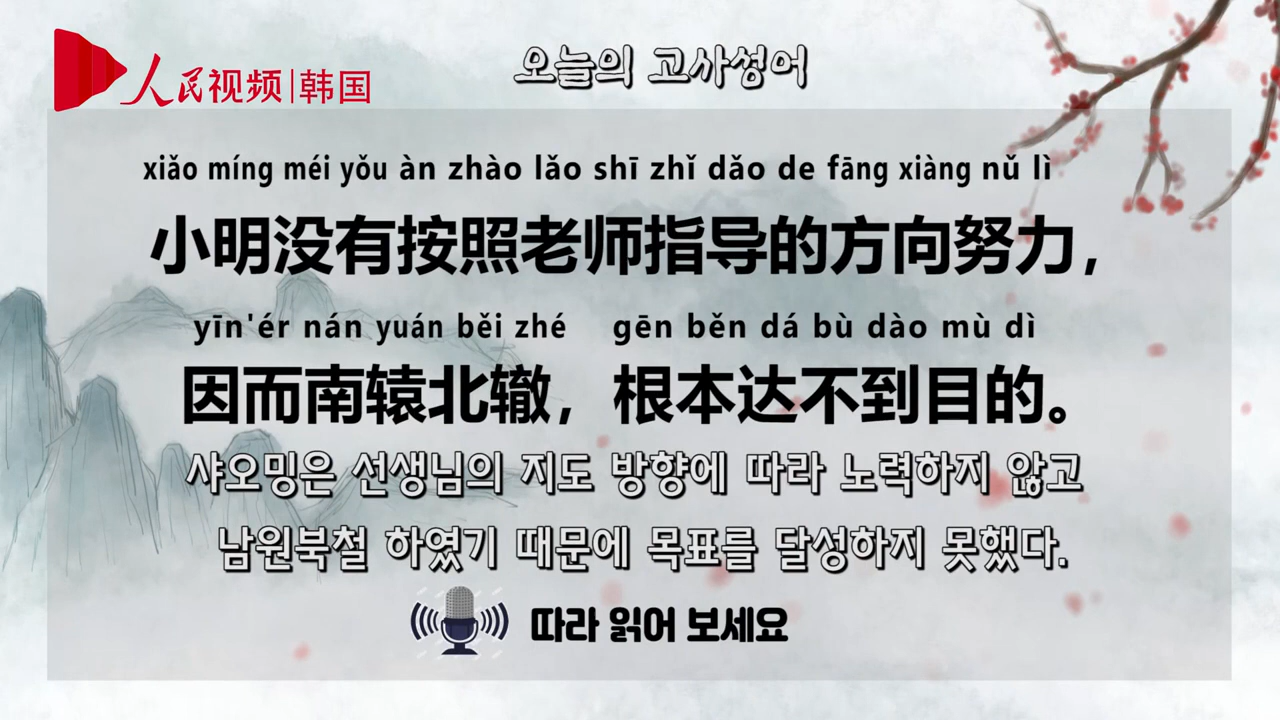 人民视频|韩国
오늘의 고사성어
xiǎo míng méi yǒu àn zhào lǎo shī zhǐ dǎo de fāng xiàng nǔ lì
小明没有按照老师指导的方向努力，
yīn'ér nán yuán běi zhé gēn běn dá bù dào mù dì
因而南辕北辙，根本达不到目的。
샤오밍은 선생님의 지도 방향에 따라 노력하지 않고
남원북철 하였기 때문에 목표를 달성하지 못했다.
따라 읽어 보세요